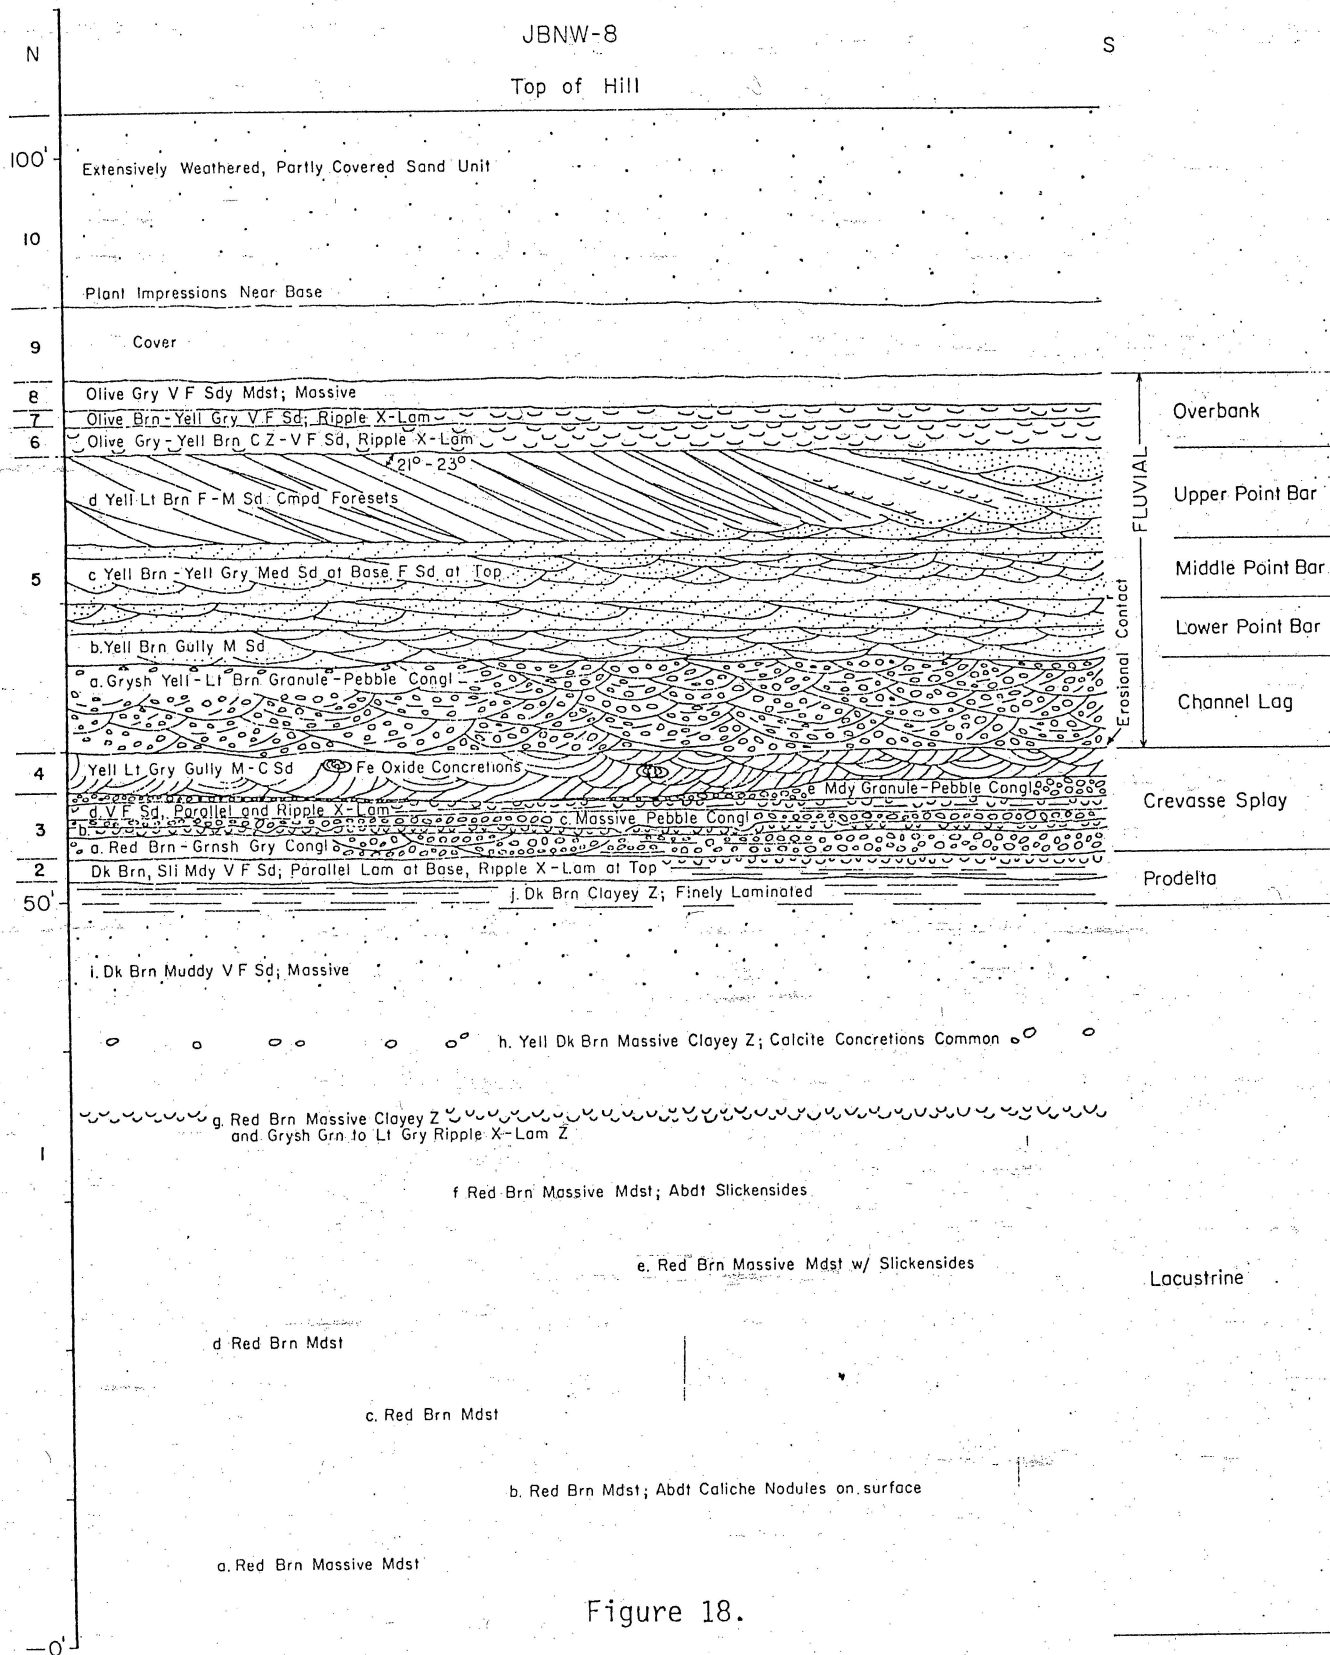 JBNW-8
N
S
Top of Hill
100'
Extensively Weathered, Partly Covered Sand Unit
10
Plant Impressions Near Base
9
Cover
8
Olive Gry V F Sdy Mdst; Massive
7
Olive Brn-Yell Gry V F Sd; Ripple X-Lam
6
Olive Gry-Yell Brn C Z-V F Sd, Ripple X-Lam
Overbank
21°-23°
d Yell Lt Brn F-M Sd Cmpd Foresets
Upper Point Bar
FLUVIAL
5
c Yell Brn-Yell Gry Med Sd at Base F Sd at Top
Middle Point Bar
b. Yell Brn Gully M Sd
Lower Point Bar
a. Grysh Yell-Lt Brn Granule-Pebble Congl
Channel Lag
Erosional Contact
4
Yell Lt Gry Gully M-C Sd
Fe Oxide Concretions
e Mdy Granule-Pebble Congl
Crevasse Splay
3
d. V F Sd, Parallel and Ripple X-Lam
c. Massive Pebble Congl
b.
a. Red Brn-Grnsh Gry Congl
2
Dk Brn, Sli Mdy V F Sd; Parallel Lam at Base, Ripple X-Lam at Top
Prodelta
50'
j. Dk Brn Clayey Z; Finely Laminated
i. Dk Brn Muddy V F Sd; Massive
h. Yell Dk Brn Massive Clayey Z; Calcite Concretions Common
g. Red Brn Massive Clayey Z
and Grysh Grn to Lt Gry Ripple X-Lam Z
1
f Red Brn Massive Mdst; Abdt Slickensides
e. Red Brn Massive Mdst w/ Slickensides
Lacustrine
d Red Brn Mdst
c. Red Brn Mdst
b. Red Brn Mdst; Abdt Caliche Nodules on surface
a. Red Brn Massive Mdst
Figure 18.
0'